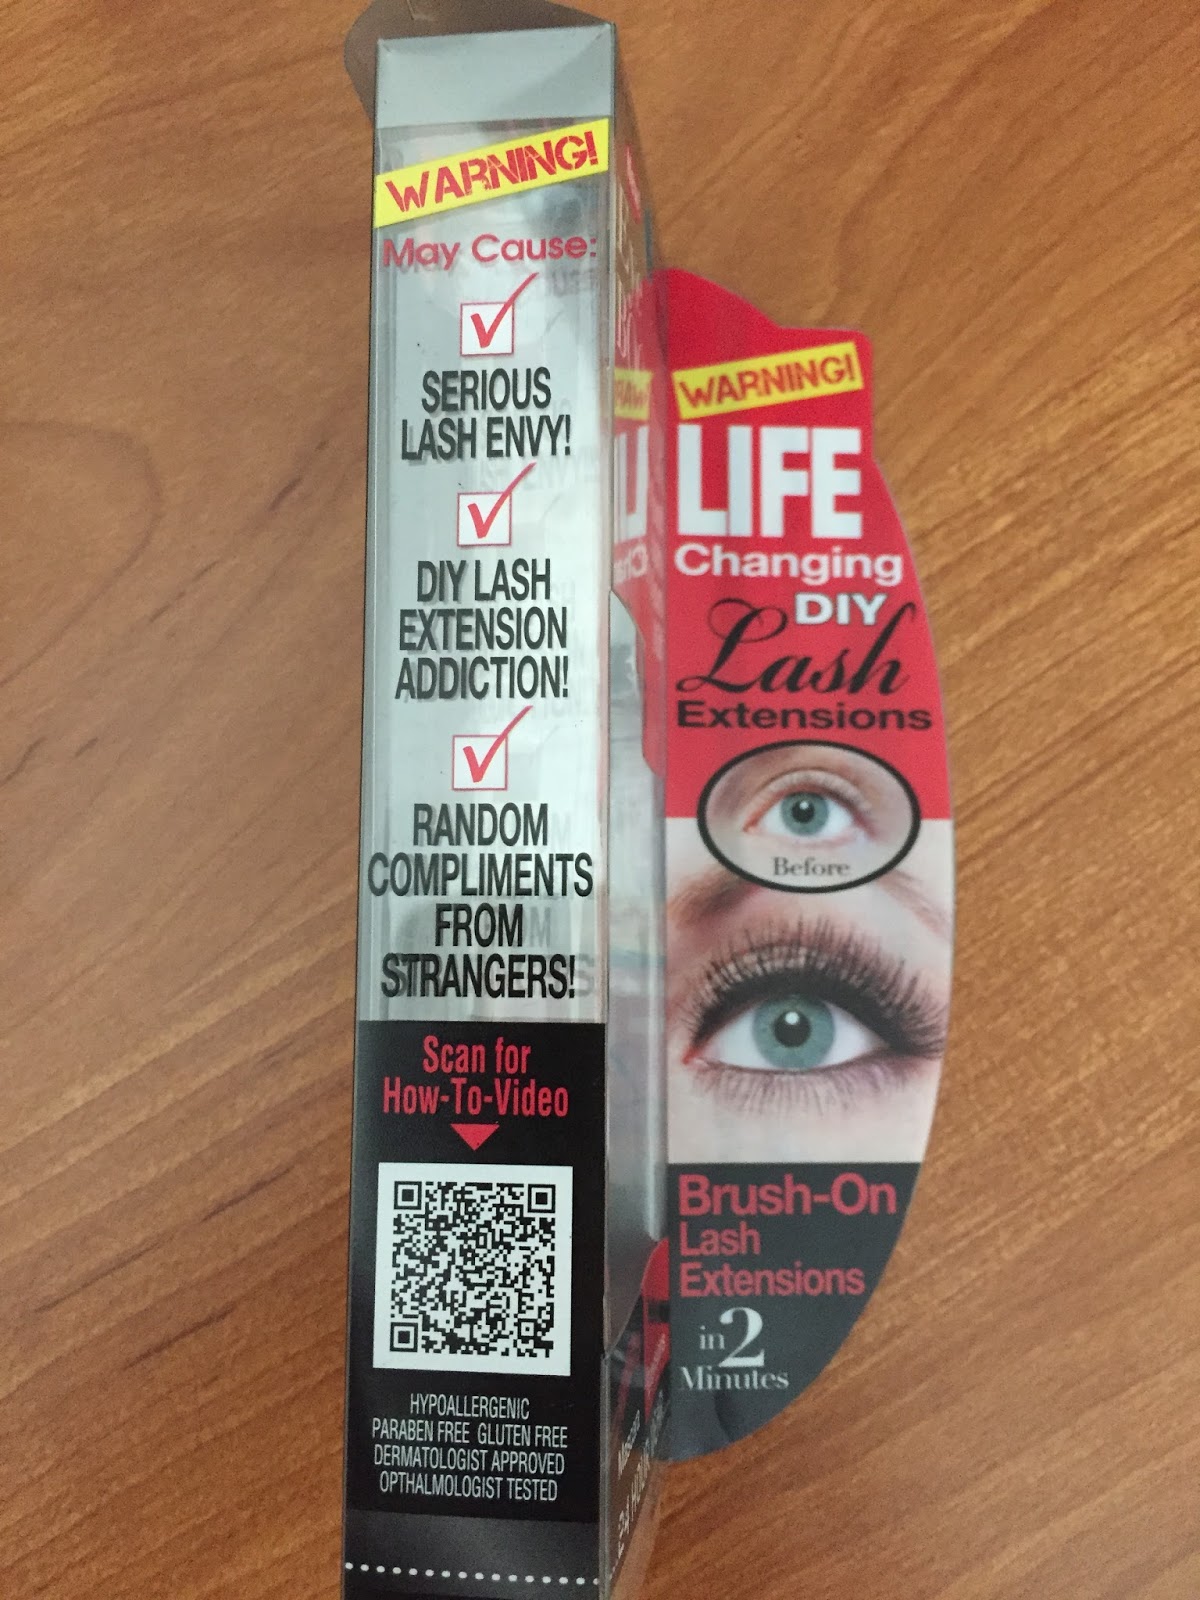 WARNING!
May Cause:
SERIOUS
LASH ENVY!
DIY LASH
EXTENSION
ADDICTION!
RANDOM
COMPLIMENTS
FROM
STRANGERS!
Scan for
How-To-Video
HYPOALLERGENIC
PARABEN FREE GLUTEN FREE
DERMATOLOGIST APPROVED
OPTHALMOLOGIST TESTED
WARNING!
LIFE
Changing
DIY
Lash
Extensions
Before
Brush-On
Lash
Extensions
in 2
Minutes